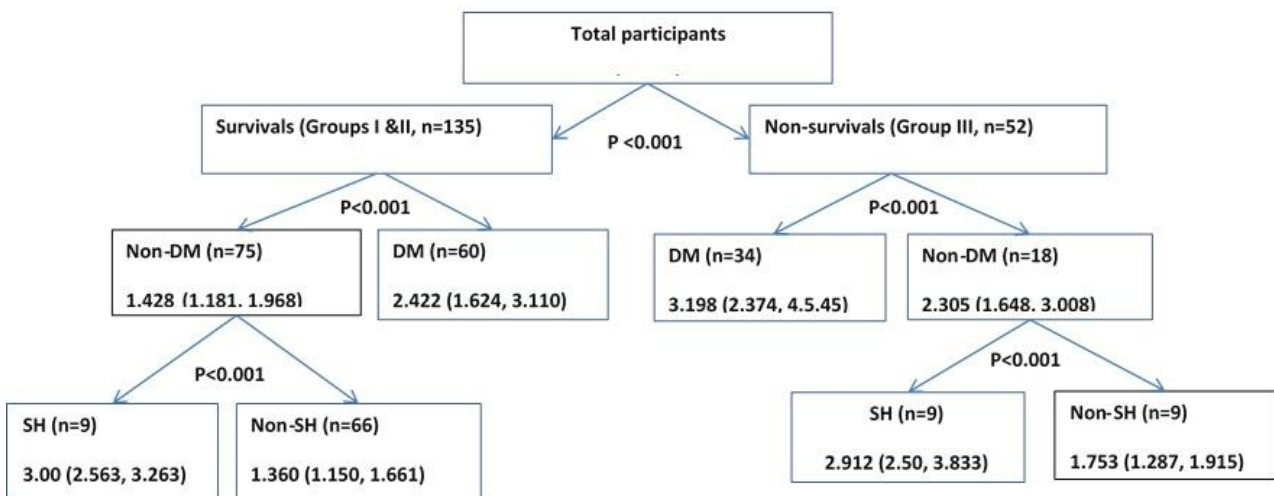 Total participants
Survivals (Groups I &II, n=135)
P <0.001
Non-survivals (Group III, n=52)
P<0.001
P<0.001
Non-DM (n=75)
1.428 (1.181, 1.968)
DM (n=60)
2.422 (1.624, 3.110)
DM (n=34)
3.198 (2.374, 4.5.45)
Non-DM (n=18)
2.305 (1.648, 3.008)
P<0.001
P<0.001
SH (n=9)
3.00 (2.563, 3.263)
Non-SH (n=66)
1.360 (1.150, 1.661)
SH (n=9)
2.912 (2.50, 3.833)
Non-SH (n=9)
1.753 (1.287, 1.915)